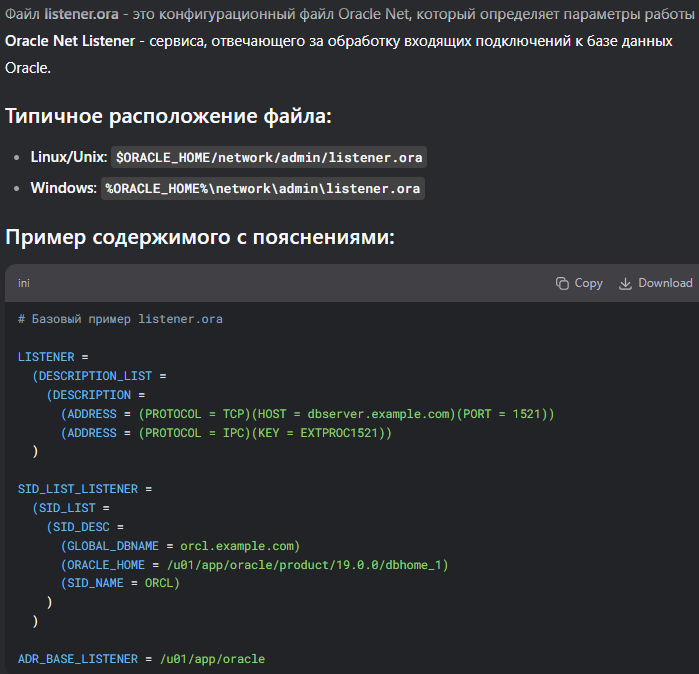 Файл listener.ora - это конфигурационный файл Oracle Net, который определяет параметры работы
Oracle Net Listener - сервиса, отвечающего за обработку входящих подключений к базе данных
Oracle.
Типичное расположение файла:
• Linux/Unix: $ORACLE_HOME/network/admin/listener.ora
• Windows: %ORACLE_HOME%\network\admin\listener.ora
Пример содержимого с пояснениями:
ini Copy Download
# Базовый пример listener.ora
LISTENER =
(DESCRIPTION_LIST =
(DESCRIPTION =
(ADDRESS = (PROTOCOL = TCP)(HOST = dbserver.example.com)(PORT = 1521))
(ADDRESS = (PROTOCOL = IPC)(KEY = EXTPROC1521))
)
SID_LIST_LISTENER =
(SID_LIST =
(SID_DESC =
(GLOBAL_DBNAME = orcl.example.com)
(ORACLE_HOME = /u01/app/oracle/product/19.0.0/dbhome_1)
(SID_NAME = ORCL)
)
)
ADR_BASE_LISTENER = /u01/app/oracle